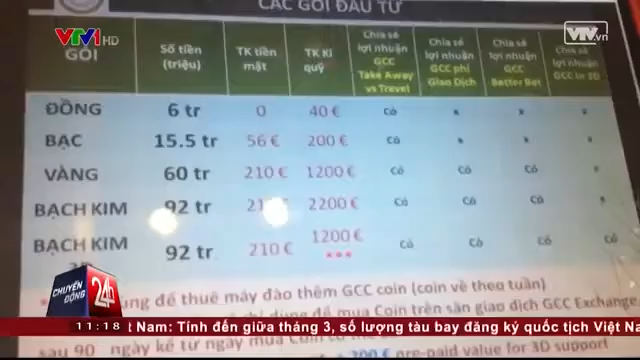 VTV1 HD
CÁC GÓI ĐẦU TƯ
VTV.vn
GÓI Số tiền (triệu) TK tiền mặt TK Kí quỹ Chia sẻ lợi nhuận GCC Take Away vs Travel Chia sẻ lợi nhuận GCC phí Giao Dịch Chia sẻ lợi nhuận GCC Better Bet Chia sẻ lợi nhuận GCC in 3D
ĐỒNG 6 tr 0 40 € Có x x x
BẠC 15.5 tr 56 € 200 € Có x x x
VÀNG 60 tr 210 € 1200 € Có Có Có x
BẠCH KIM 92 tr 2200 € Có Có Có x
BẠCH KIM 92 tr 210 € 1200 € *** Có Có Có Có
dùng để thuê máy đào thêm GCC coin (coin về theo tuần)
dùng để mua Coin trên sàn giao dịch GCC Exchange
CHUYỂN ĐỘNG 24h
11:18 t Nam: Tính đến giữa tháng 3, số lượng tàu bay đăng ký quốc tịch Việt Na
sau 90 ngày kể từ ngày mua Coin pre-paid value for 3D support